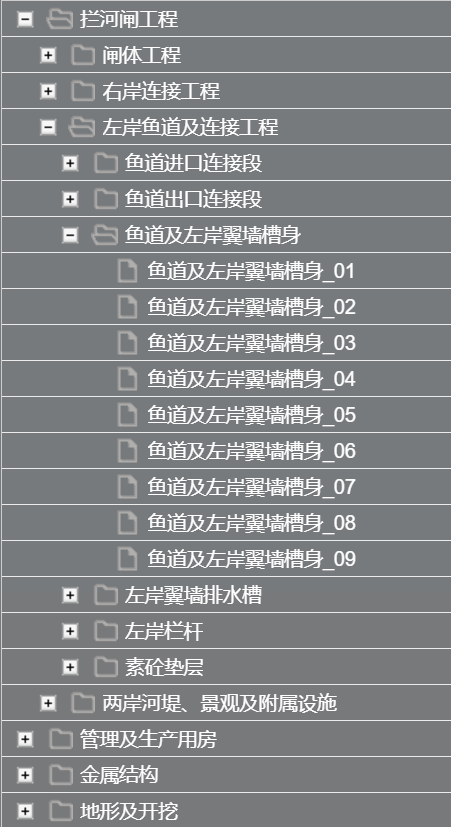 拦河闸工程
闸体工程
右岸连接工程
左岸鱼道及连接工程
鱼道进口连接段
鱼道出口连接段
鱼道及左岸翼墙槽身
鱼道及左岸翼墙槽身_01
鱼道及左岸翼墙槽身_02
鱼道及左岸翼墙槽身_03
鱼道及左岸翼墙槽身_04
鱼道及左岸翼墙槽身_05
鱼道及左岸翼墙槽身_06
鱼道及左岸翼墙槽身_07
鱼道及左岸翼墙槽身_08
鱼道及左岸翼墙槽身_09
左岸翼墙排水槽
左岸栏杆
素砼垫层
两岸河堤、景观及附属设施
管理及生产用房
金属结构
地形及开挖